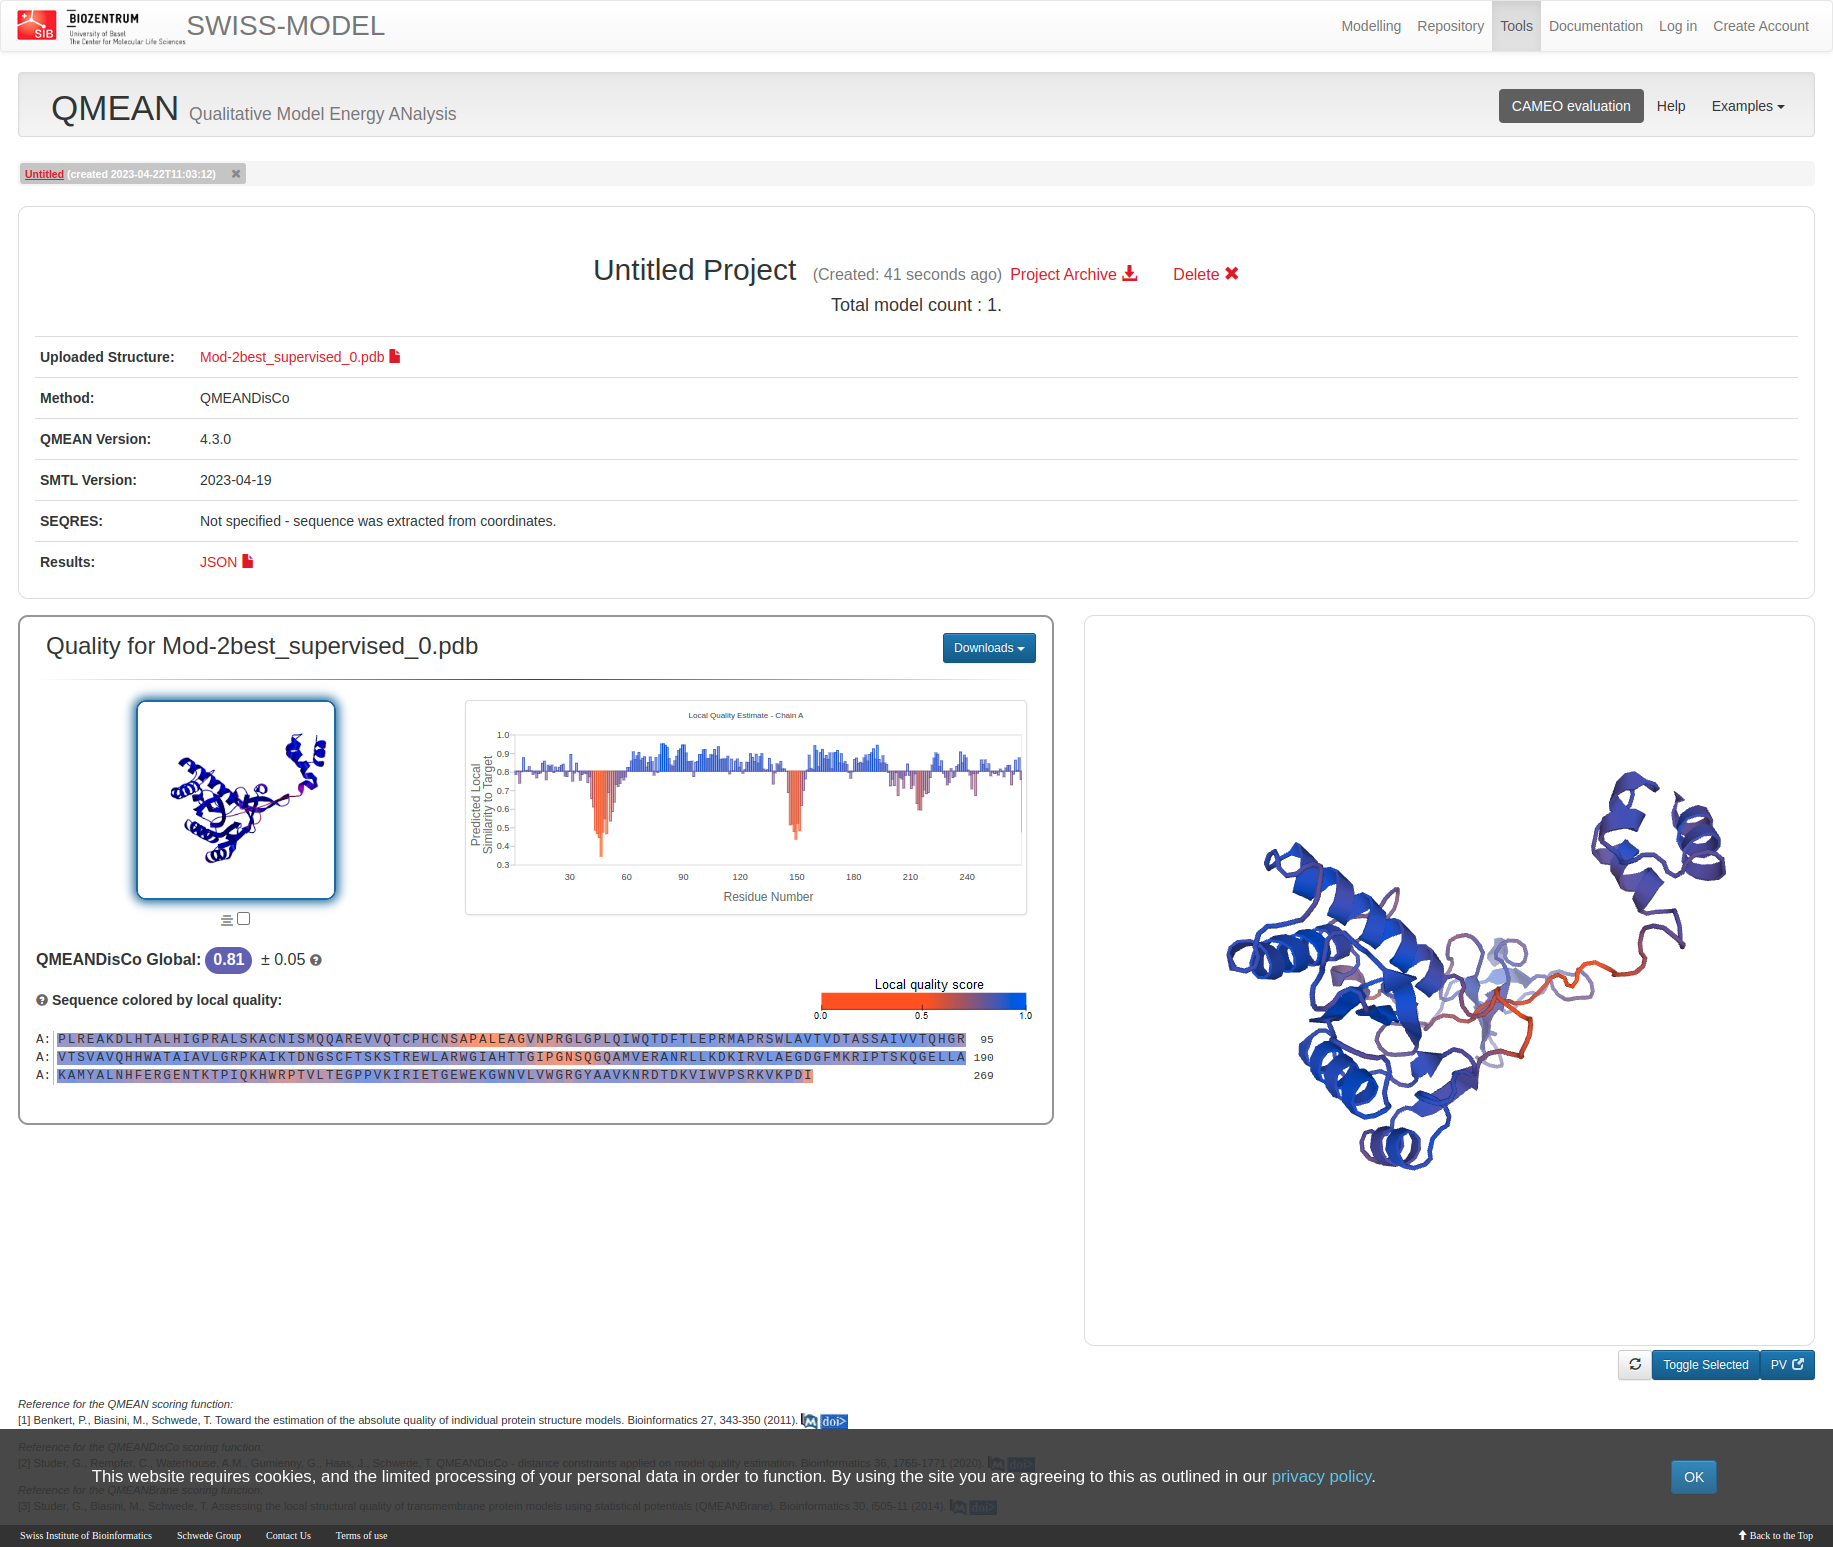 SIB
BIOZENTRUM
University of Basel
The Center for Molecular Life Sciences
SWISS-MODEL
Modelling Repository Tools Documentation Log in Create Account
QMEAN Qualitative Model Energy ANalysis
CAMEO evaluation Help Examples
Untitled (created 2023-04-22T11:03:12)
Untitled Project (Created: 41 seconds ago) Project Archive Delete
Total model count : 1.
Uploaded Structure: Mod-2best_supervised_0.pdb
Method: QMEANDisCo
QMEAN Version: 4.3.0
SMTL Version: 2023-04-19
SEQRES: Not specified - sequence was extracted from coordinates.
Results: JSON
Quality for Mod-2best_supervised_0.pdb
Downloads
Local Quality Estimate - Chain A
Predicted Local
Similarity to Target
1.0
0.9
0.8
0.7
0.6
0.5
0.4
0.3
30 60 90 120 150 180 210 240
Residue Number
QMEANDisCo Global: 0.81 ± 0.05
Sequence colored by local quality:
Local quality score
0.0 0.5 1.0
A: PLREAKDLHTALHIGPRALSKACNISMQQAREVVQTCPHCNSAPALEAGVNPRGLGPLQIWQTDFTLEPRMAPRSWLAVTVDTASSAIVVTQHGR 95
A: VTSVAVQHHWATAIAVLGRPKAIKTDNGSCFTSKSTREWLARWGIAHTTGIPGNSQGQAMVERANRLLKDKIRVLAEGDGFMKRIPTSKQGELLA 190
A: KAMYALNHFERGENTKTPIQKHWRPTVLTEGPPVKIRIETGEWEKGWNVLVWGRGYAAVKNRDTDKVIWVPSRKVKPDI 269
Toggle Selected PV
Reference for the QMEAN scoring function:
[1] Benkert, P., Biasini, M., Schwede, T. Toward the estimation of the absolute quality of individual protein structure models. Bioinformatics 27, 343-350 (2011). doi>
Reference for the QMEANDisCo scoring function:
[2] Studer, G., Rempfer, C., Waterhouse, A.M., Gumienny, G., Haas, J., Schwede, T. QMEANDisCo - distance constraints applied on model quality estimation. Bioinformatics 36, 1765-1771 (2020). doi>
This website requires cookies, and the limited processing of your personal data in order to function. By using the site you are agreeing to this as outlined in our privacy policy.
OK
Reference for the QMEANBrane scoring function:
[3] Studer, G., Biasini, M., Schwede, T. Assessing the local structural quality of transmembrane protein models using statistical potentials (QMEANBrane). Bioinformatics 30, i505-11 (2014). doi>
Swiss Institute of Bioinformatics Schwede Group Contact Us Terms of use Back to the Top